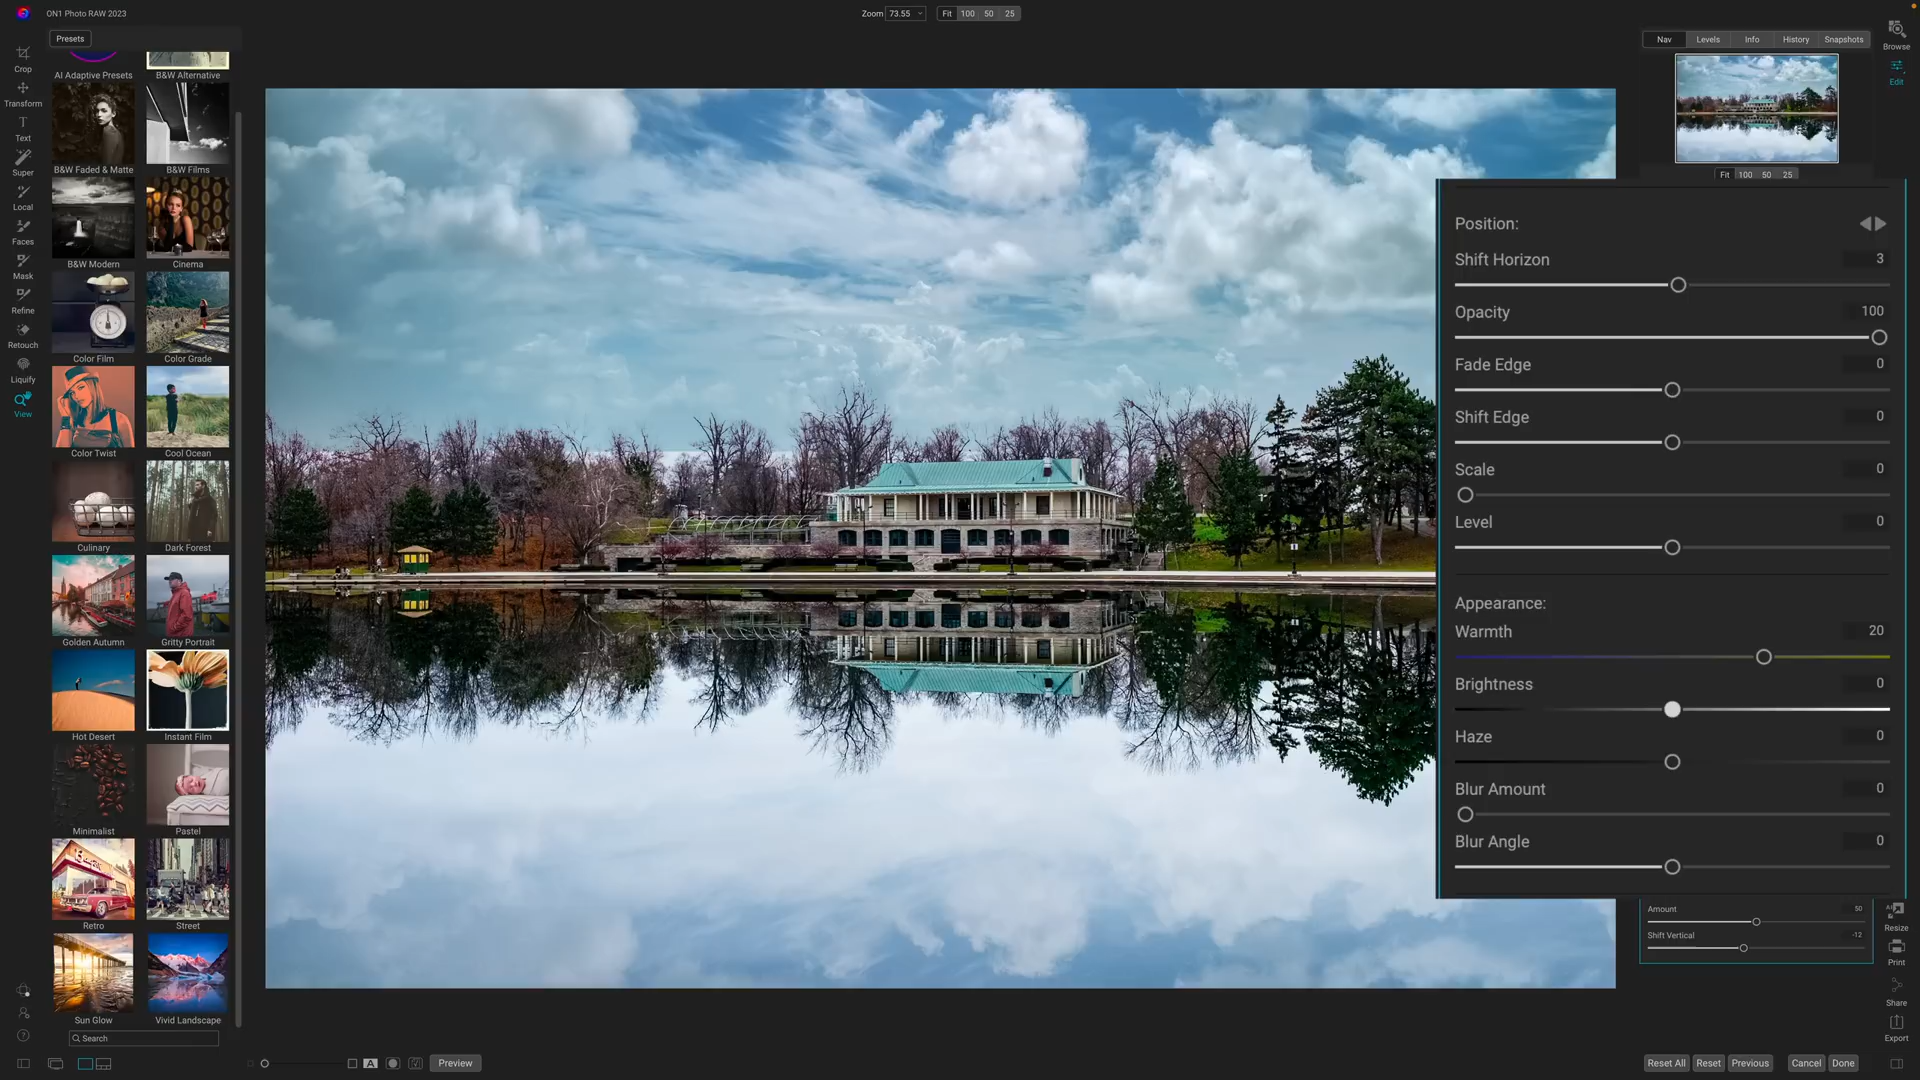 ON1 Photo RAW 2023
Zoom 73.55 Fit 100 50 25
Presets
Nav Levels Info History Snapshots
Browse
Edit
Crop
Transform
Text
Super
Local
Faces
Mask
Refine
Retouch
Liquify
View
AI Adaptive Presets B&W Alternative
B&W Faded & Matte B&W Films
B&W Modern Cinema
Color Film Color Grade
Color Twist Cool Ocean
Culinary Dark Forest
Golden Autumn Gritty Portrait
Hot Desert Instant Film
Minimalist Pastel
Retro Street
Sun Glow Vivid Landscape
Search
Fit 100 50 25
Position:
Shift Horizon 3
Opacity 100
Fade Edge 0
Shift Edge 0
Scale 0
Level 0
Appearance:
Warmth 20
Brightness 0
Haze 0
Blur Amount 0
Blur Angle 0
Amount 50
Shift Vertical -12
Resize
Print
Share
Export
A Preview
Reset All Reset Previous Cancel Done